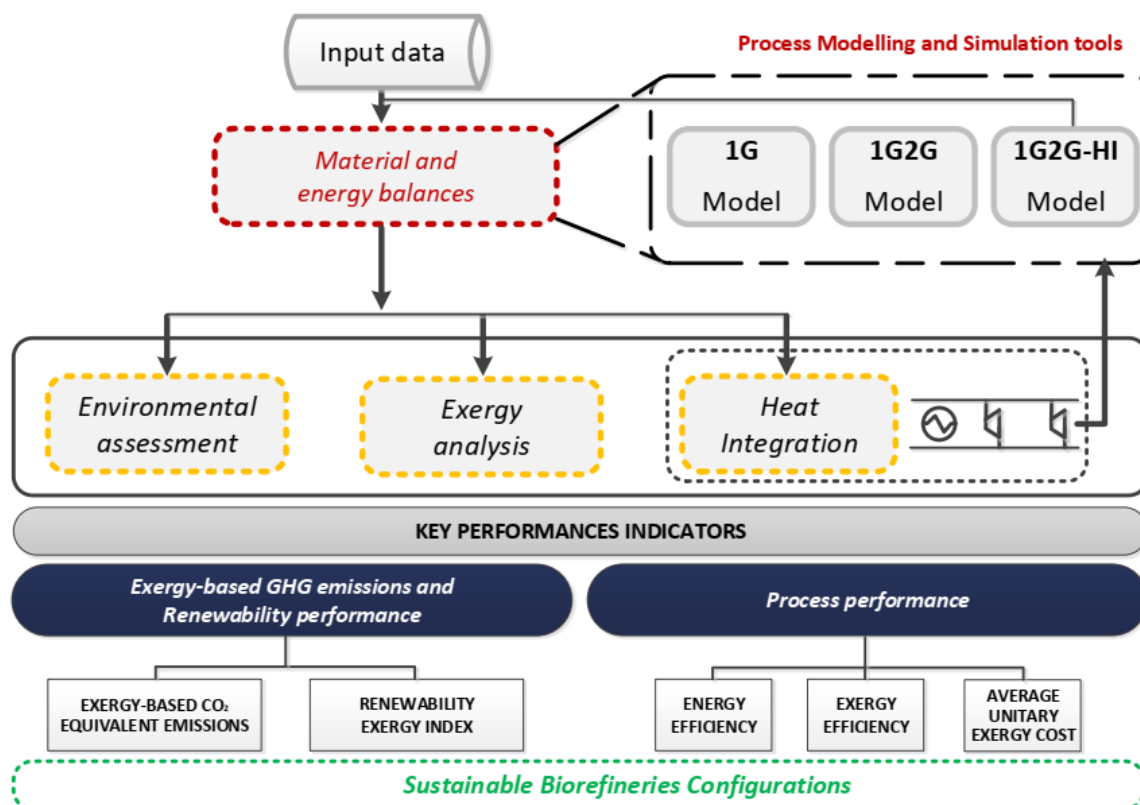 Input data
Process Modelling and Simulation tools
Material and
energy balances
1G
Model
1G2G
Model
1G2G-HI
Model
Environmental
assessment
Exergy
analysis
Heat
Integration
KEY PERFORMANCES INDICATORS
Exergy-based GHG emissions and
Renewability performance
Process performance
EXERGY-BASED CO₂
EQUIVALENT EMISSIONS
RENEWABILITY
EXERGY INDEX
ENERGY
EFFICIENCY
EXERGY
EFFICIENCY
AVERAGE
UNITARY
EXERGY COST
Sustainable Biorefineries Configurations